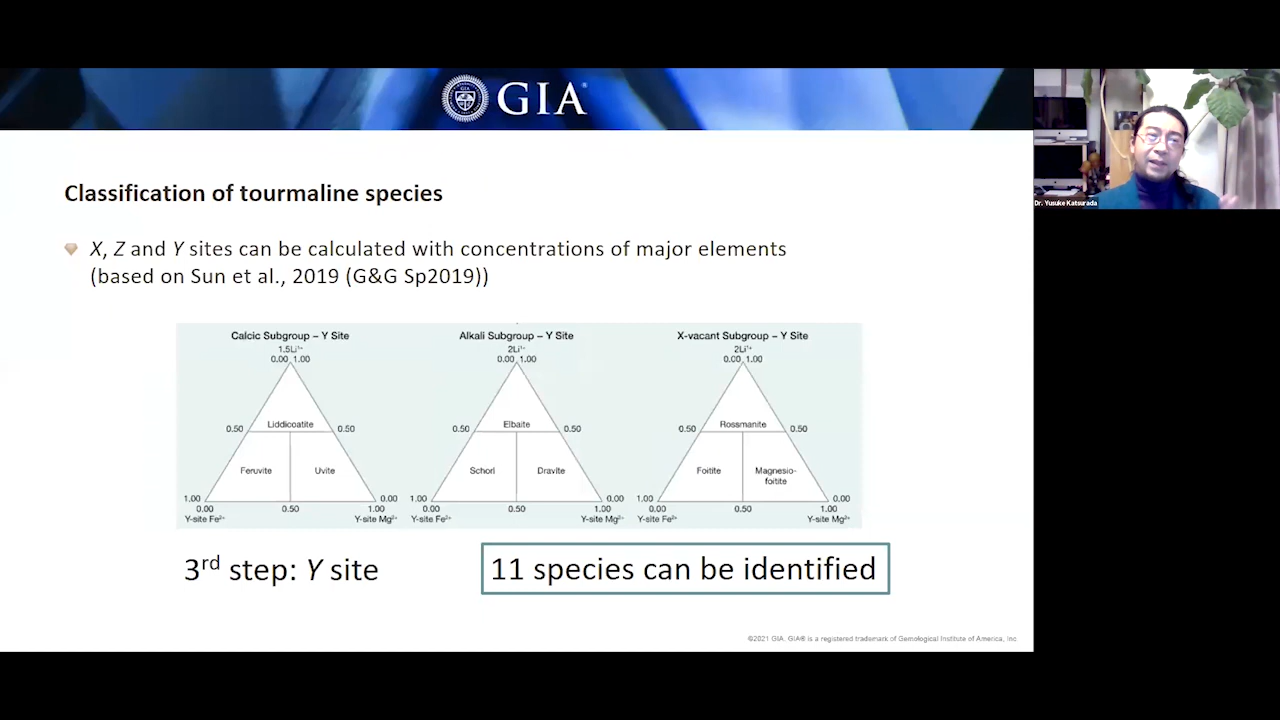 GIA
Dr. Yusuke Katsurada
Classification of tourmaline species
X, Z and Y sites can be calculated with concentrations of major elements
(based on Sun et al., 2019 (G&G Sp2019))
Calcic Subgroup – Y Site
1.5Li¹⁺
0.00 1.00
0.50 Liddicoatite 0.50
Feruvite Uvite
1.00 0.00
0.00 0.50 1.00
Y-site Fe²⁺ Y-site Mg²⁺
Alkali Subgroup – Y Site
2Li¹⁺
0.00 1.00
0.50 Elbaite 0.50
Schorl Dravite
1.00 0.00
0.00 0.50 1.00
Y-site Fe²⁺ Y-site Mg²⁺
X-vacant Subgroup – Y Site
2Li¹⁺
0.00 1.00
0.50 Rossmanite 0.50
Foitite Magnesio-
foitite
1.00 0.00
0.00 0.50 1.00
Y-site Fe²⁺ Y-site Mg²⁺
3rd step: Y site
11 species can be identified
©2021 GIA. GIA® is a registered trademark of Gemological Institute of America, Inc